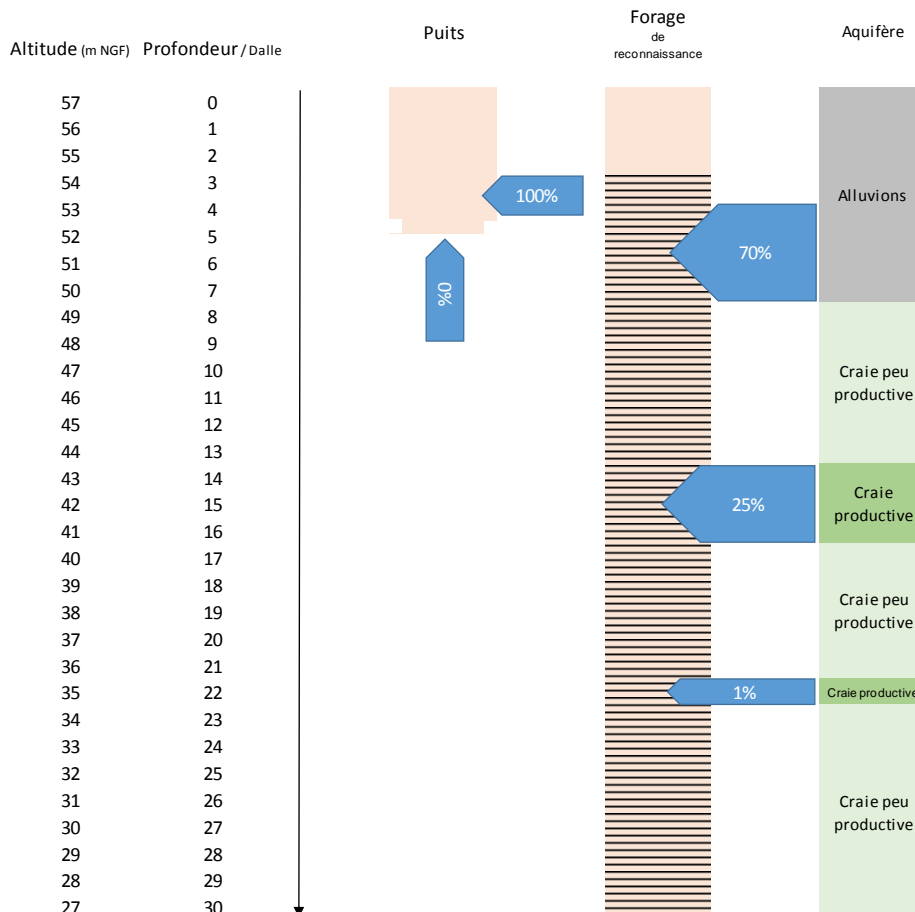 Altitude (m NGF) Profondeur / Dalle
Puits
Forage
de
reconnaissance
Aquifère
57 0
56 1
55 2
54 3
53 4
52 5
51 6
50 7
49 8
48 9
47 10
46 11
45 12
44 13
43 14
42 15
41 16
40 17
39 18
38 19
37 20
36 21
35 22
34 23
33 24
32 25
31 26
30 27
29 28
28 29
27 30
100%
0%
70%
25%
1%
Alluvions
Craie peu
productive
Craie
productive
Craie peu
productive
Craie productive
Craie peu
productive